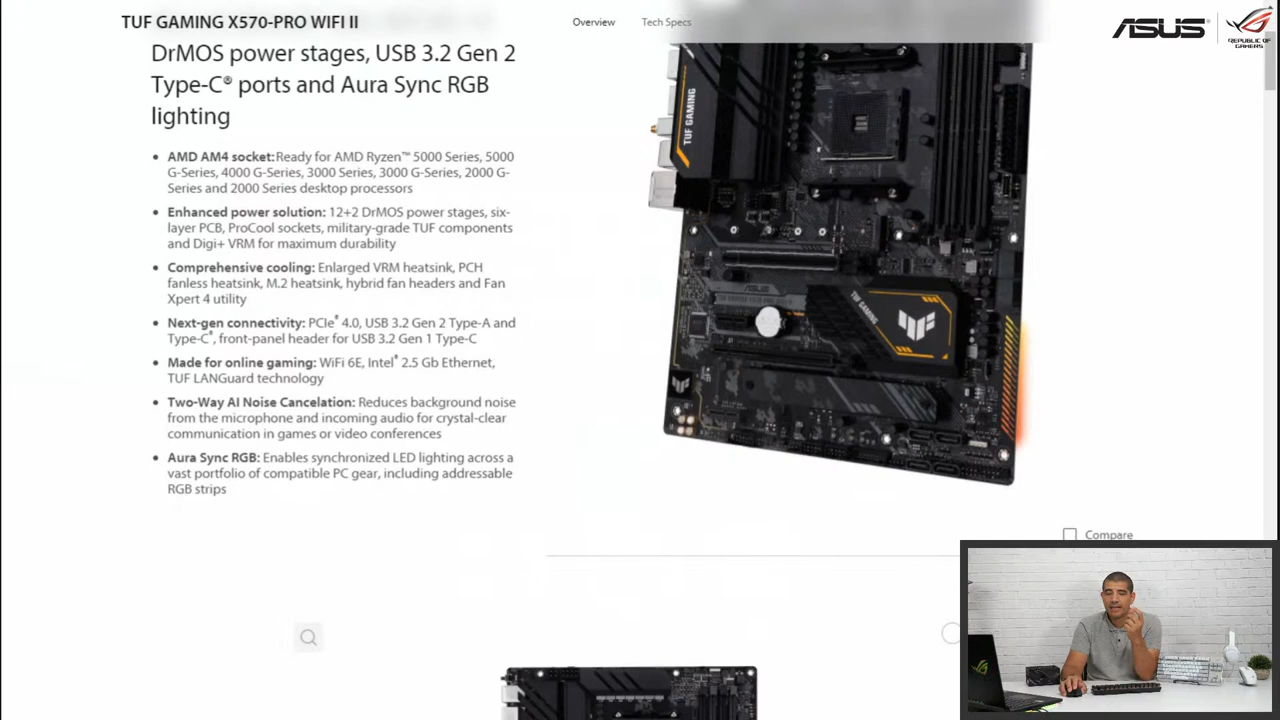 TUF GAMING X570-PRO WIFI II
Overview
Tech Specs
ASUS
REPUBLIC OF
GAMERS
DrMOS power stages, USB 3.2 Gen 2
Type-C® ports and Aura Sync RGB
lighting
• AMD AM4 socket:Ready for AMD Ryzen™ 5000 Series, 5000
G-Series, 4000 G-Series, 3000 Series, 3000 G-Series, 2000 G-
Series and 2000 Series desktop processors
• Enhanced power solution: 12+2 DrMOS power stages, six-
layer PCB, ProCool sockets, military-grade TUF components
and Digi+ VRM for maximum durability
• Comprehensive cooling: Enlarged VRM heatsink, PCH
fanless heatsink, M.2 heatsink, hybrid fan headers and Fan
Xpert 4 utility
• Next-gen connectivity: PCIe® 4.0, USB 3.2 Gen 2 Type-A and
Type-C®, front-panel header for USB 3.2 Gen 1 Type-C
• Made for online gaming: WiFi 6E, Intel® 2.5 Gb Ethernet,
TUF LANGuard technology
• Two-Way AI Noise Cancelation: Reduces background noise
from the microphone and incoming audio for crystal-clear
communication in games or video conferences
• Aura Sync RGB: Enables synchronized LED lighting across a
vast portfolio of compatible PC gear, including addressable
RGB strips
TUF GAMING
ASUS
TUF GAMING
Compare